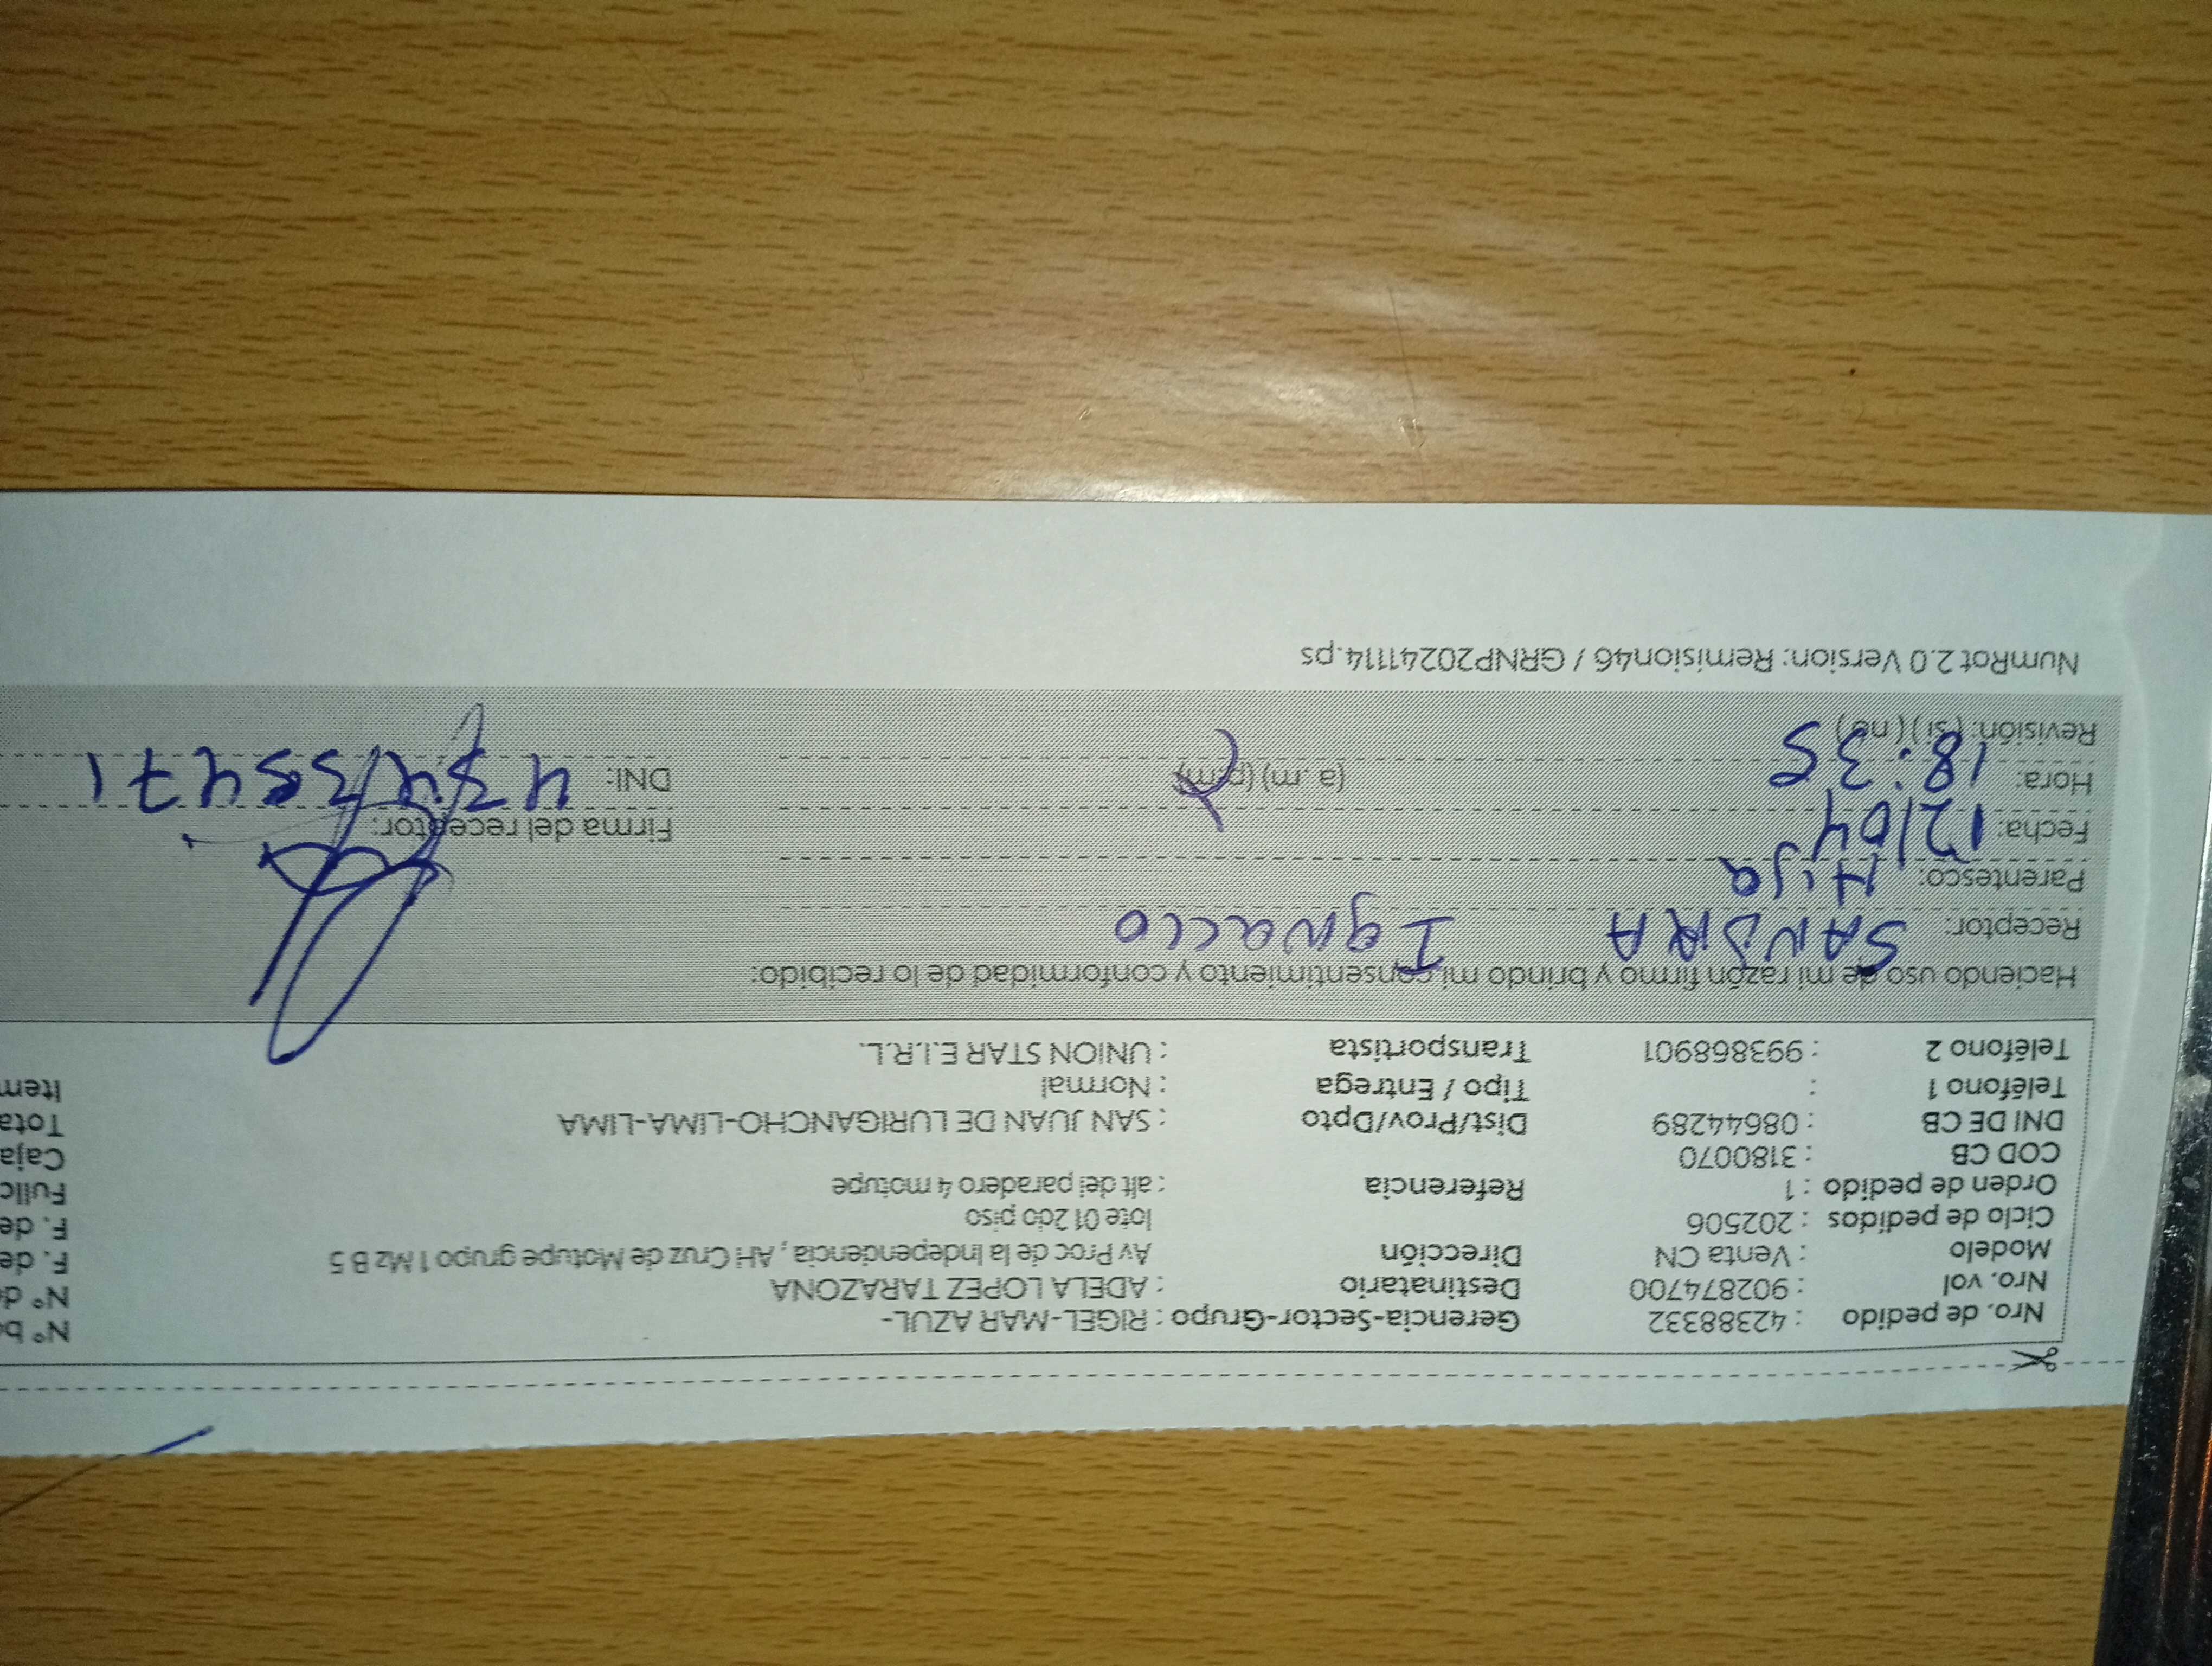 Nro. de pedido : 42388332 Gerencia-Sector-Grupo : RIGEL-MAR AZUL- N° b
Nro. vol : 902874700 Destinatario : ADELA LOPEZ TARAZONA N° d
Modelo : Venta CN Dirección Av Proc de la Independencia, AH Cruz de Motupe grupo 1 Mz B 5 F. de
Ciclo de pedidos : 202506 lote 01 2do piso F. de
Orden de pedido : 1 Referencia : alt del paradero 4 motupe Fullc
COD CB : 3180070 Caja
DNI DE CB : 08644289 Dist/Prov/Dpto : SAN JUAN DE LURIGANCHO-LIMA-LIMA Tota
Teléfono 1 : Tipo / Entrega : Normal Item
Teléfono 2 : 993868901 Transportista : UNION STAR E.I.R.L.
Haciendo uso de mi razón firmo y brindo mi consentimiento y conformidad de lo recibido:
Receptor: SANDRA Ignacio
Parentesco: Hija
Fecha: 12/04 Firma del receptor:
Hora: 18:35 (a. m) (p. m) DNI:
Revisión: (si) (no)
NumRot 2.0 Version: Remision46 / GRNP20241114.ps